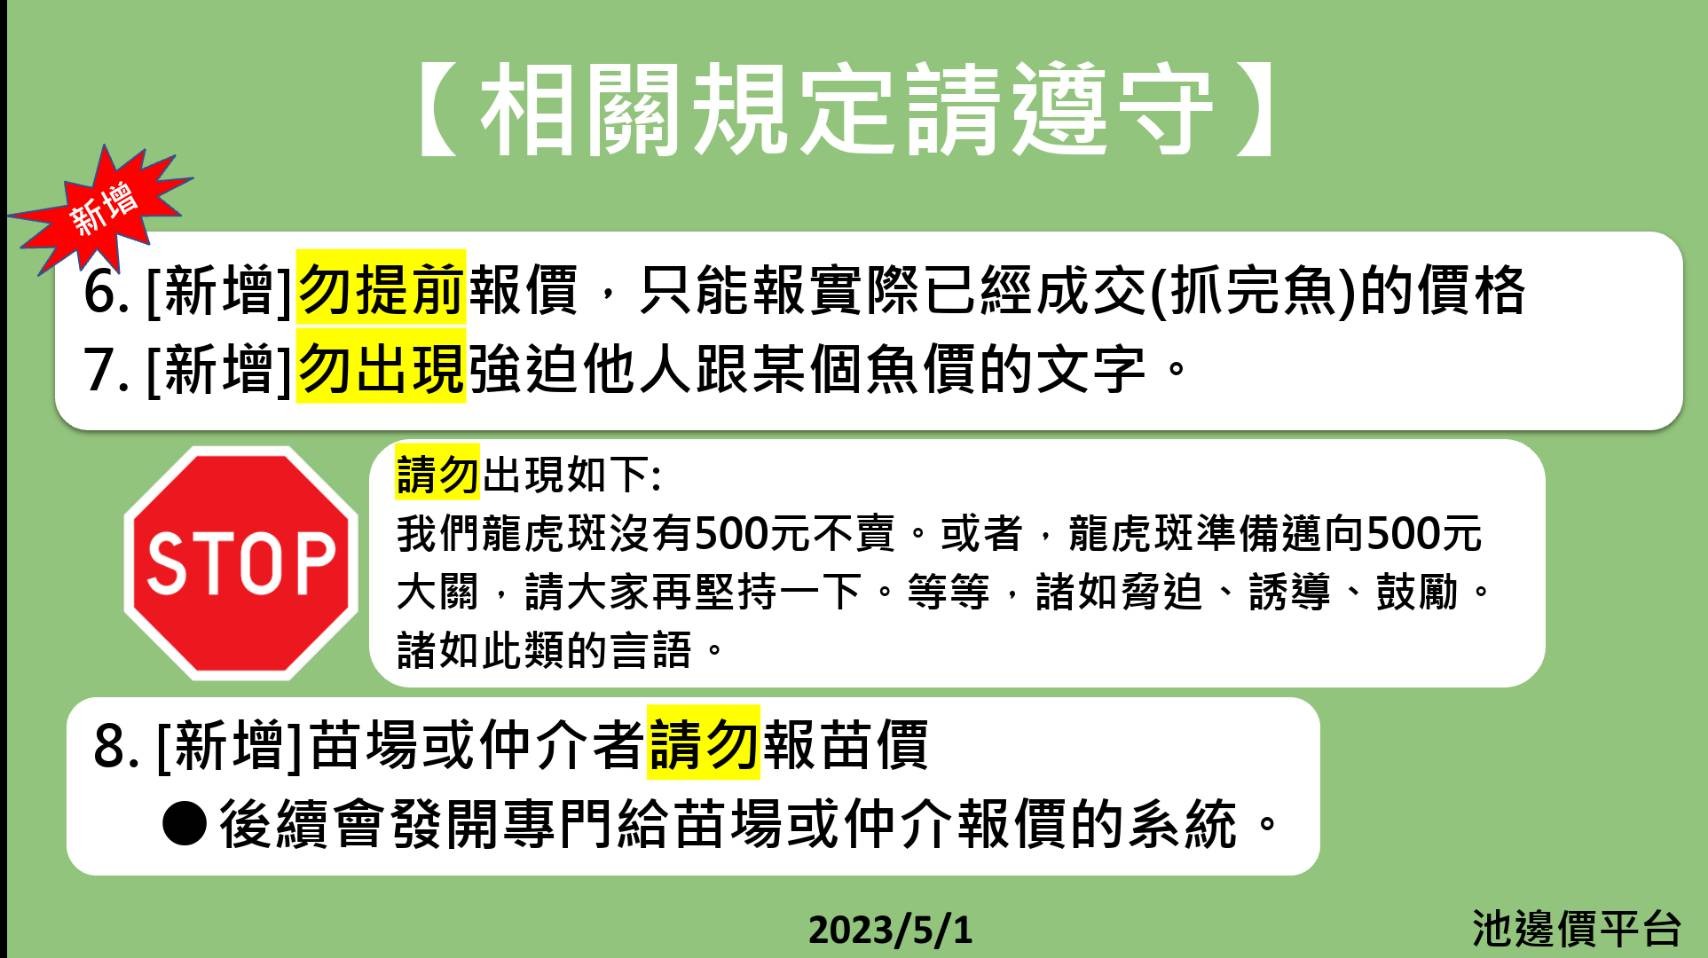 【相關規定請遵守】
新增
6. [新增]勿提前報價，只能報實際已經成交(抓完魚)的價格
7. [新增]勿出現強迫他人跟某個魚價的文字。
STOP
請勿出現如下:
我們龍虎斑沒有500元不賣。或者，龍虎斑準備邁向500元
大關，請大家再堅持一下。等等，諸如脅迫、誘導、鼓勵。
諸如此類的言語。
8. [新增]苗場或仲介者請勿報苗價
●後續會發開專門給苗場或仲介報價的系統。
2023/5/1
池邊價平台